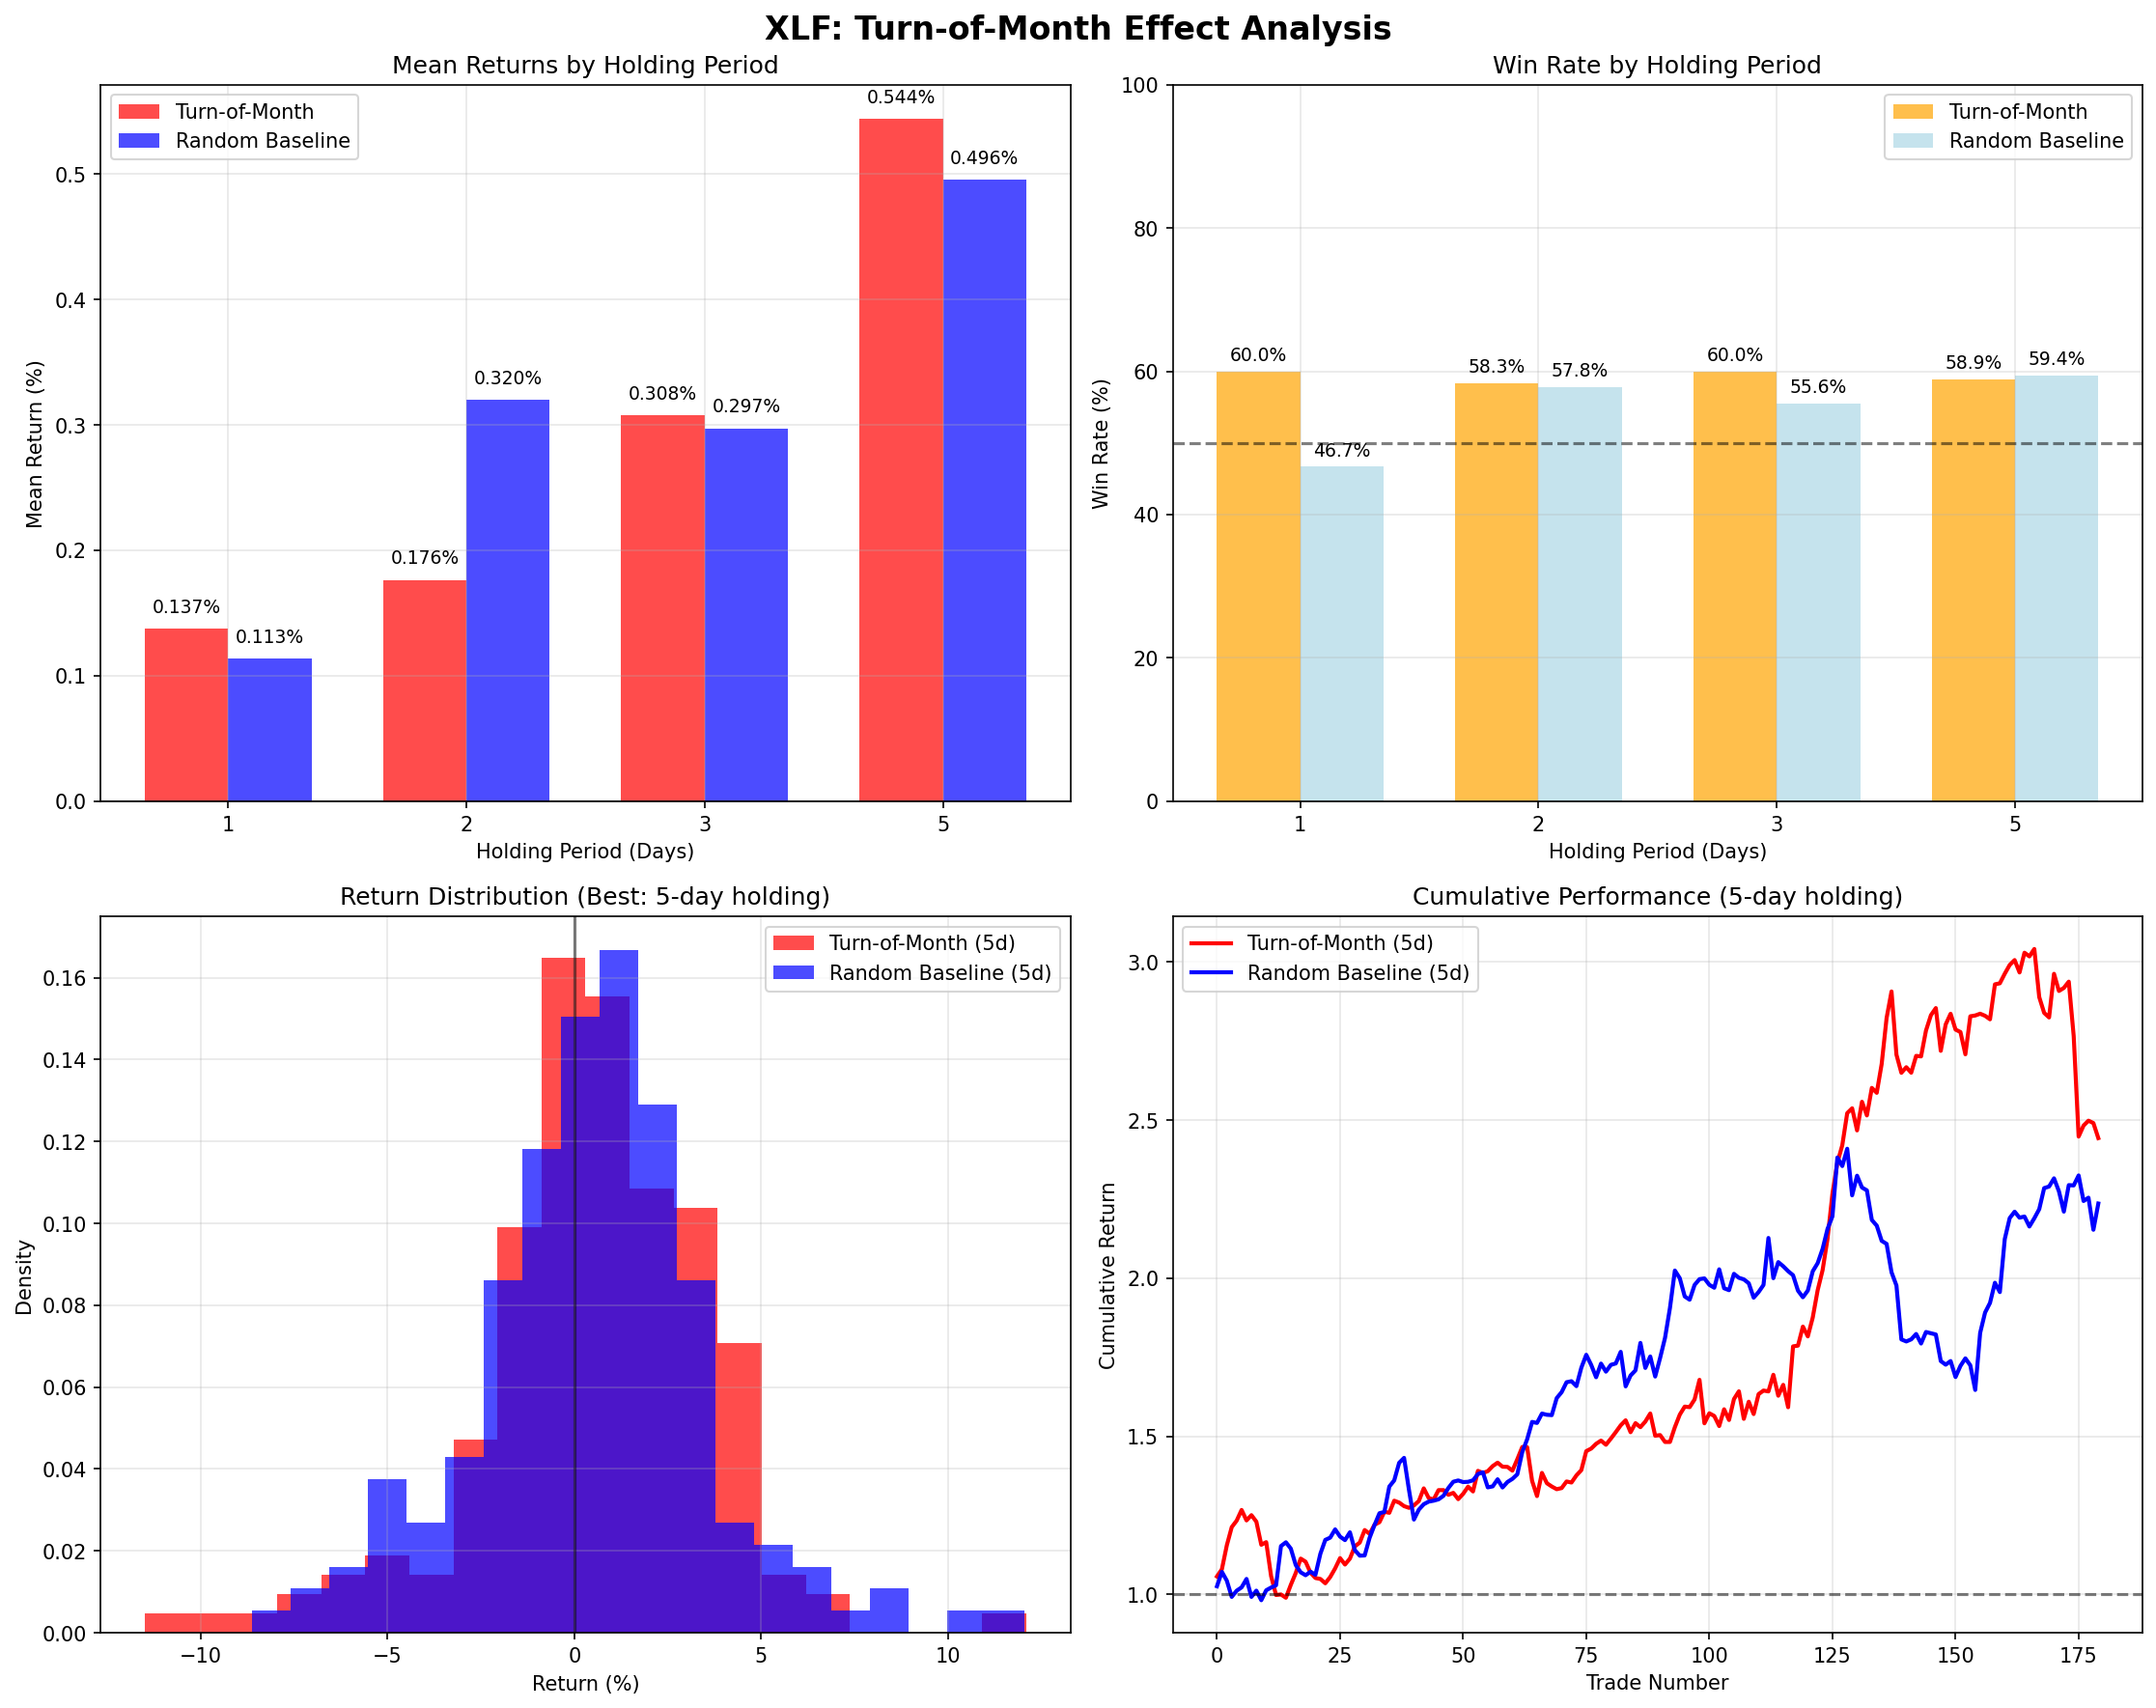 XLF: Turn-of-Month Effect Analysis
Mean Returns by Holding Period
Turn-of-Month
Random Baseline
0.137%
0.113%
0.176%
0.320%
0.308%
0.297%
0.544%
0.496%
0.5
0.4
0.3
0.2
0.1
0.0
Mean Return (%)
1 2 3 5
Holding Period (Days)
Win Rate by Holding Period
Turn-of-Month
Random Baseline
60.0%
46.7%
58.3%
57.8%
60.0%
55.6%
58.9%
59.4%
100
80
60
40
20
0
Win Rate (%)
1 2 3 5
Holding Period (Days)
Return Distribution (Best: 5-day holding)
Turn-of-Month (5d)
Random Baseline (5d)
0.16
0.14
0.12
0.10
0.08
0.06
0.04
0.02
0.00
Density
−10 −5 0 5 10
Return (%)
Cumulative Performance (5-day holding)
Turn-of-Month (5d)
Random Baseline (5d)
3.0
2.5
2.0
1.5
1.0
Cumulative Return
0 25 50 75 100 125 150 175
Trade Number